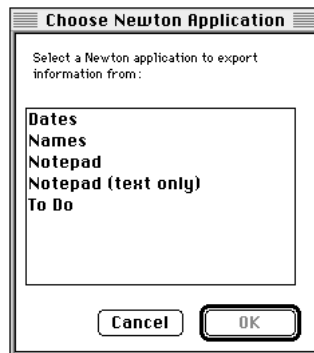 Choose Newton Application
Select a Newton application to export
information from:
Dates
Names
Notepad
Notepad (text only)
To Do
Cancel
OK